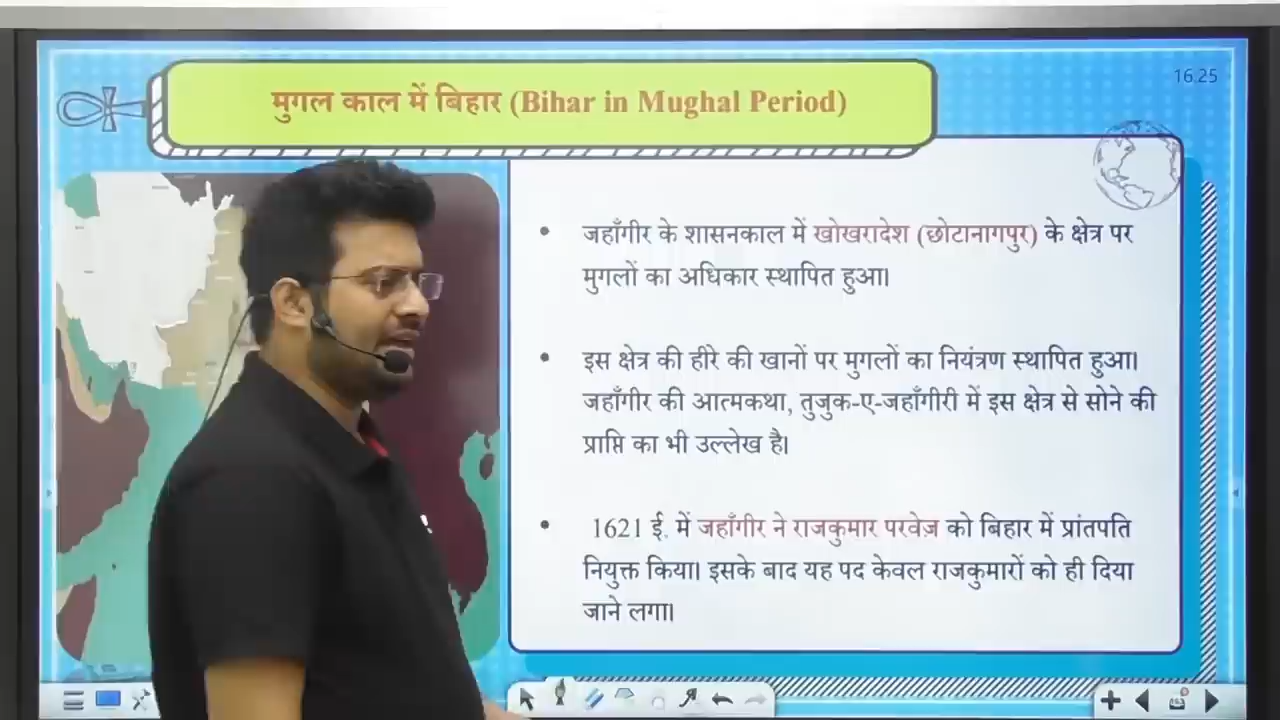 16.25
मुगल काल में बिहार (Bihar in Mughal Period)
• जहाँगीर के शासनकाल में खोखरादेश (छोटानागपुर) के क्षेत्र पर
मुगलों का अधिकार स्थापित हुआ।
• इस क्षेत्र की हीरे की खानों पर मुगलों का नियंत्रण स्थापित हुआ।
जहाँगीर की आत्मकथा, तुजुक-ए-जहाँगीरी में इस क्षेत्र से सोने की
प्राप्ति का भी उल्लेख है।
• 1621 ई. में जहाँगीर ने राजकुमार परवेज़ को बिहार में प्रांतपति
नियुक्त किया। इसके बाद यह पद केवल राजकुमारों को ही दिया
जाने लगा।